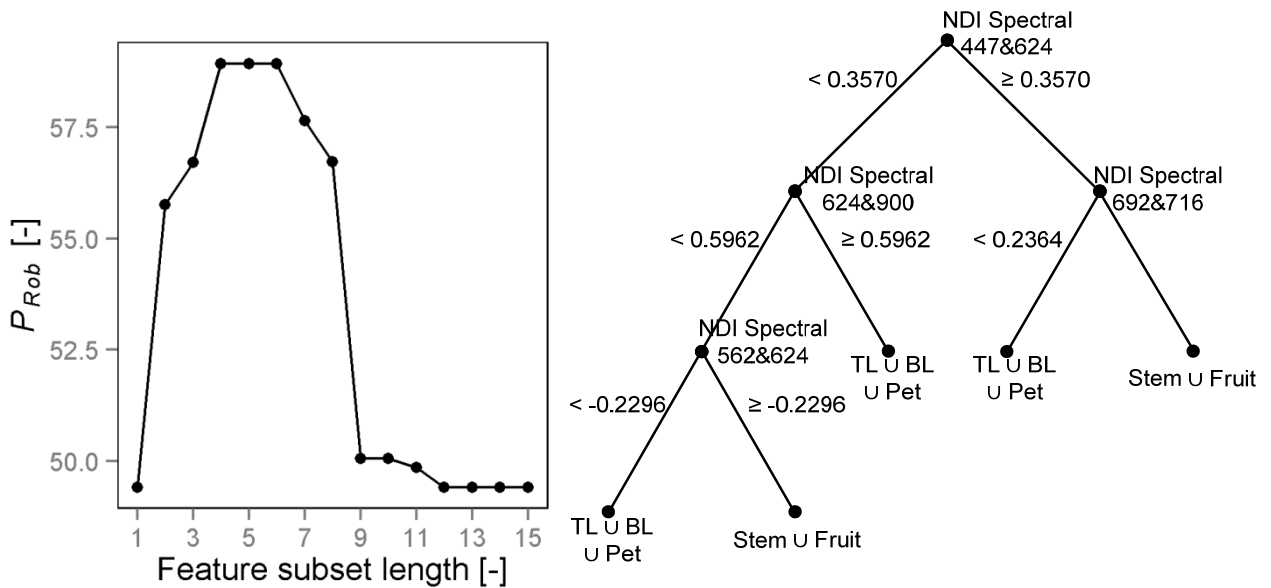 57.5
55.0
52.5
50.0
P_Rob [-]
1 3 5 7 9 11 13 15
Feature subset length [-]
NDI Spectral
447&624
< 0.3570 ≥ 0.3570
NDI Spectral
624&900
NDI Spectral
692&716
< 0.5962 ≥ 0.5962 < 0.2364
NDI Spectral
562&624
TL ∪ BL
∪ Pet
TL ∪ BL
∪ Pet
Stem ∪ Fruit
< -0.2296 ≥ -0.2296
TL ∪ BL
∪ Pet
Stem ∪ Fruit